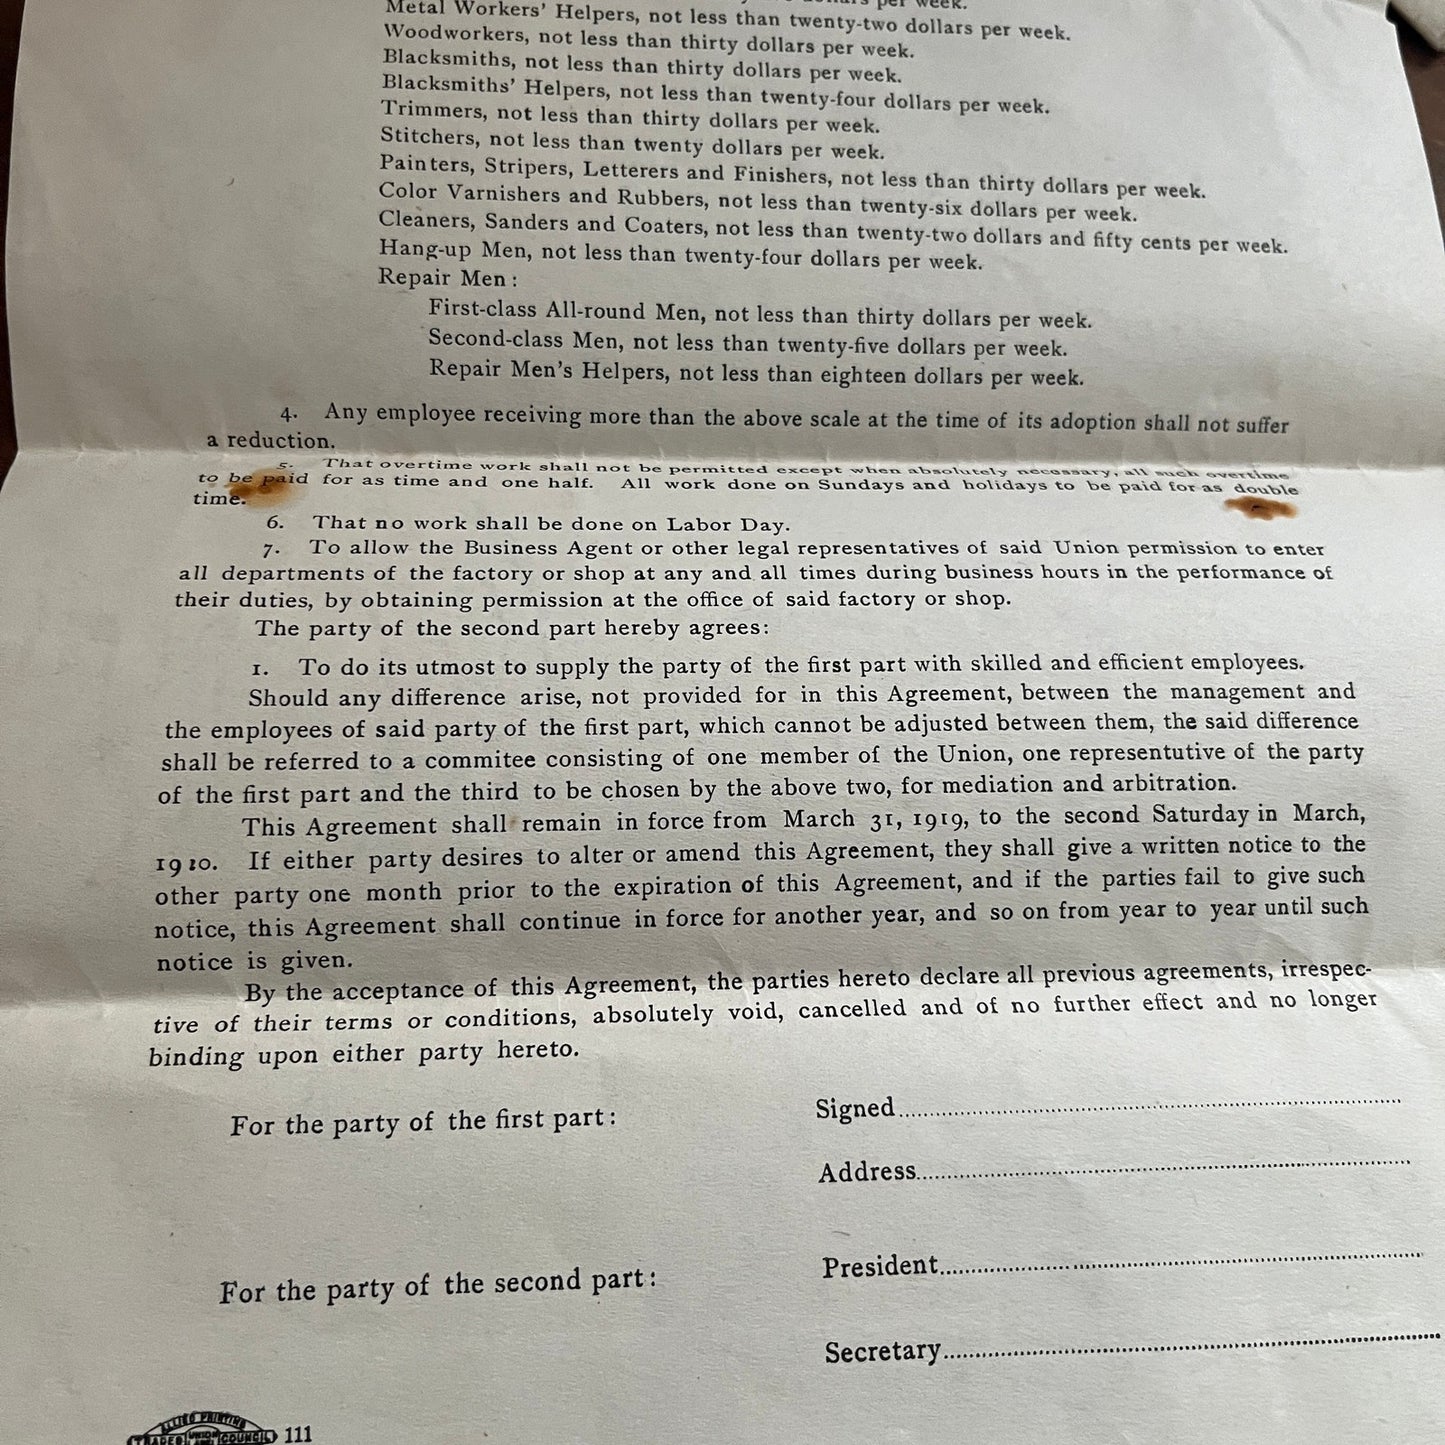 per week.
Metal Workers' Helpers, not less than twenty-two dollars per week.
Woodworkers, not less than thirty dollars per week.
Blacksmiths, not less than thirty dollars per week.
Blacksmiths' Helpers, not less than twenty-four dollars per week.
Trimmers, not less than thirty dollars per week.
Stitchers, not less than twenty dollars per week.
Painters, Stripers, Letterers and Finishers, not less than thirty dollars per week.
Color Varnishers and Rubbers, not less than twenty-six dollars per week.
Cleaners, Sanders and Coaters, not less than twenty-two dollars and fifty cents per week.
Hang-up Men, not less than twenty-four dollars per week.
Repair Men:
First-class All-round Men, not less than thirty dollars per week.
Second-class Men, not less than twenty-five dollars per week.
Repair Men's Helpers, not less than eighteen dollars per week.
4. Any employee receiving more than the above scale at the time of its adoption shall not suffer
a reduction.
5. That overtime work shall not be permitted except when absolutely necessary, all such overtime
to be paid for as time and one half. All work done on Sundays and holidays to be paid for as double
time.
6. That no work shall be done on Labor Day.
7. To allow the Business Agent or other legal representatives of said Union permission to enter
all departments of the factory or shop at any and all times during business hours in the performance of
their duties, by obtaining permission at the office of said factory or shop.
The party of the second part hereby agrees:
1. To do its utmost to supply the party of the first part with skilled and efficient employees.
Should any difference arise, not provided for in this Agreement, between the management and
the employees of said party of the first part, which cannot be adjusted between them, the said difference
shall be referred to a commitee consisting of one member of the Union, one representutive of the party
of the first part and the third to be chosen by the above two, for mediation and arbitration.
This Agreement shall remain in force from March 31, 1919, to the second Saturday in March,
1920. If either party desires to alter or amend this Agreement, they shall give a written notice to the
other party one month prior to the expiration of this Agreement, and if the parties fail to give such
notice, this Agreement shall continue in force for another year, and so on from year to year until such
notice is given.
By the acceptance of this Agreement, the parties hereto declare all previous agreements, irrespec-
tive of their terms or conditions, absolutely void, cancelled and of no further effect and no longer
binding upon either party hereto.
For the party of the first part:
Signed
Address
For the party of the second part:
President
Secretary
ALLIED PRINTING
TRADES UNION COUNCIL 111